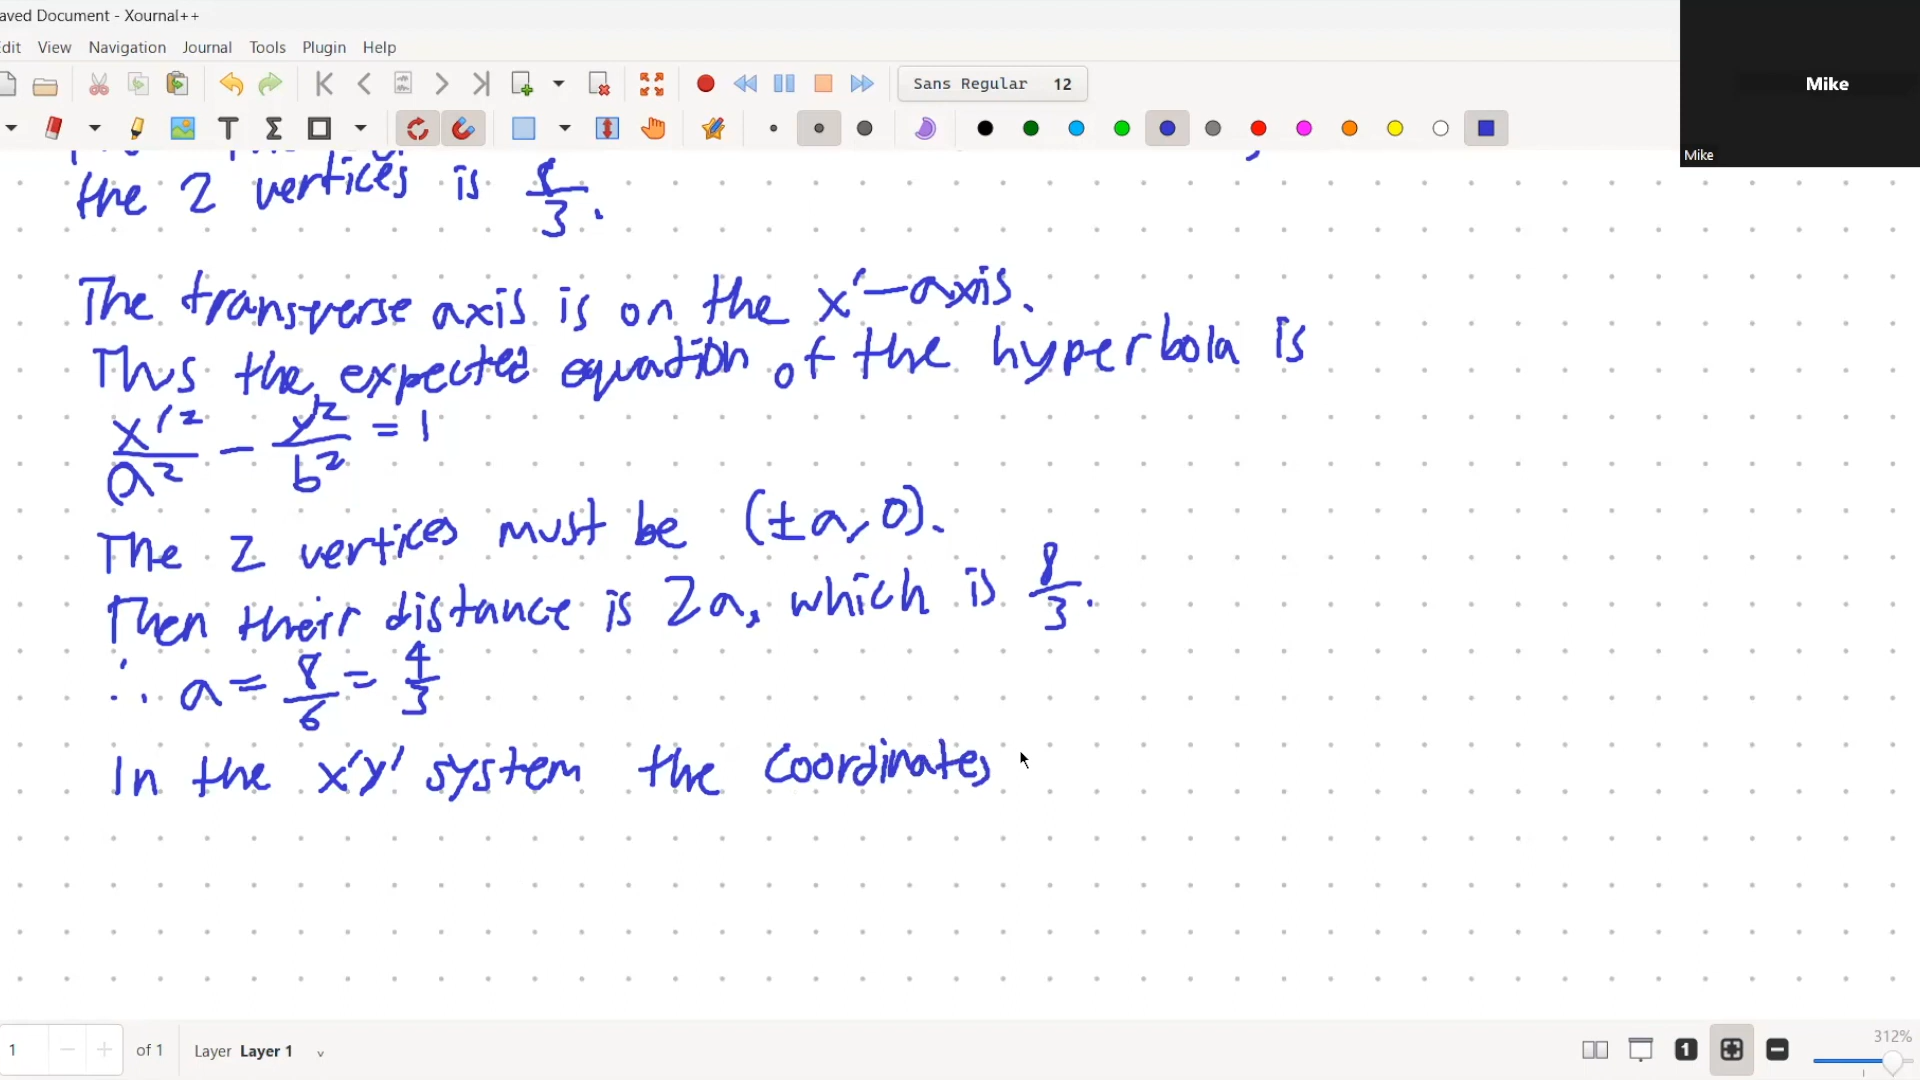 aved Document - Xournal++
Mike
dit View Navigation Journal Tools Plugin Help
Sans Regular 12
Mike
the 2 vertices is 8/3.
The transverse axis is on the x'-axis.
Thus the expected equation of the hyperbola is
x'²/a² - y'²/b² = 1
The 2 vertices must be (±a, 0).
Then their distance is 2a, which is 8/3.
∴ a = 8/6 = 4/3
In the x'y' system the coordinates
1 of 1 Layer Layer 1
312%